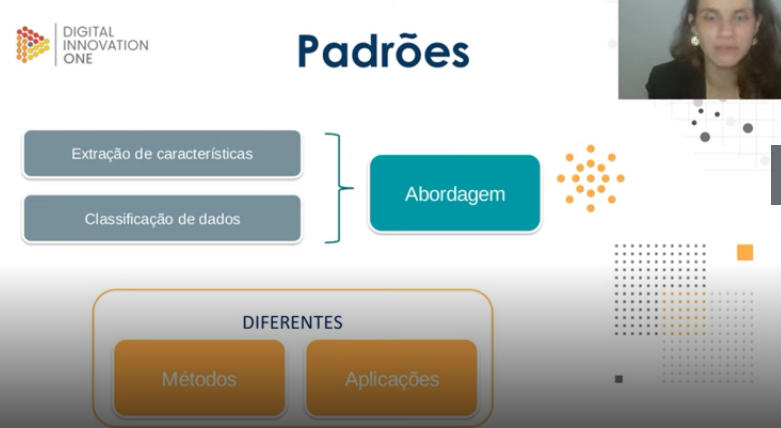 DIGITAL
INNOVATION
ONE
Padrões
Extração de características
Classificação de dados
Abordagem
DIFERENTES
Métodos
Aplicações